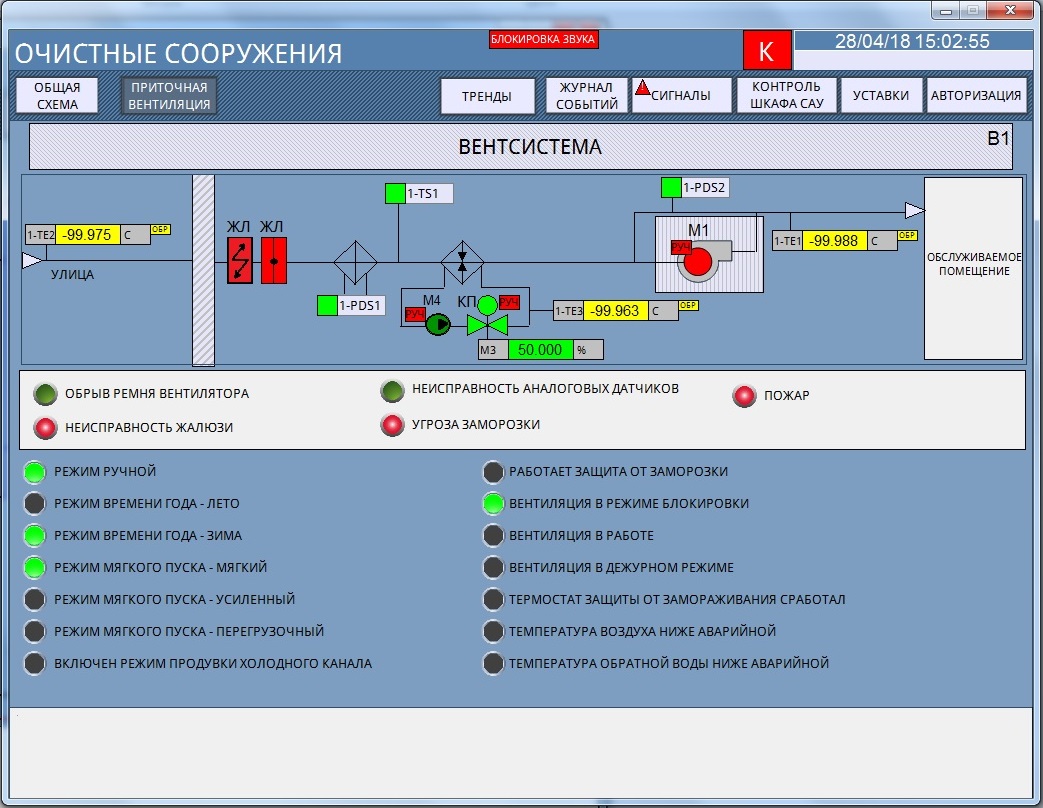 БЛОКИРОВКА ЗВУКА
ОЧИСТНЫЕ СООРУЖЕНИЯ
К
28/04/18 15:02:55
ОБЩАЯ
СХЕМА
ПРИТОЧНАЯ
ВЕНТИЛЯЦИЯ
ТРЕНДЫ
ЖУРНАЛ
СОБЫТИЙ
СИГНАЛЫ
КОНТРОЛЬ
ШКАФА САУ
УСТАВКИ
АВТОРИЗАЦИЯ
ВЕНТСИСТЕМА
В1
1-TE2 -99.975 C ОБР
УЛИЦА
ЖЛ ЖЛ
1-TS1
1-PDS1
М4
РУЧ
КП
РУЧ
М3 50.000 %
1-TE3 -99.963 C ОБР
1-PDS2
М1
РУЧ
1-TE1 -99.988 C ОБР
ОБСЛУЖИВАЕМОЕ
ПОМЕЩЕНИЕ
ОБРЫВ РЕМНЯ ВЕНТИЛЯТОРА
НЕИСПРАВНОСТЬ ЖАЛЮЗИ
НЕИСПРАВНОСТЬ АНАЛОГОВЫХ ДАТЧИКОВ
УГРОЗА ЗАМОРОЗКИ
ПОЖАР
РЕЖИМ РУЧНОЙ
РЕЖИМ ВРЕМЕНИ ГОДА - ЛЕТО
РЕЖИМ ВРЕМЕНИ ГОДА - ЗИМА
РЕЖИМ МЯГКОГО ПУСКА - МЯГКИЙ
РЕЖИМ МЯГКОГО ПУСКА - УСИЛЕННЫЙ
РЕЖИМ МЯГКОГО ПУСКА - ПЕРЕГРУЗОЧНЫЙ
ВКЛЮЧЕН РЕЖИМ ПРОДУВКИ ХОЛОДНОГО КАНАЛА
РАБОТАЕТ ЗАЩИТА ОТ ЗАМОРОЗКИ
ВЕНТИЛЯЦИЯ В РЕЖИМЕ БЛОКИРОВКИ
ВЕНТИЛЯЦИЯ В РАБОТЕ
ВЕНТИЛЯЦИЯ В ДЕЖУРНОМ РЕЖИМЕ
ТЕРМОСТАТ ЗАЩИТЫ ОТ ЗАМОРАЖИВАНИЯ СРАБОТАЛ
ТЕМПЕРАТУРА ВОЗДУХА НИЖЕ АВАРИЙНОЙ
ТЕМПЕРАТУРА ОБРАТНОЙ ВОДЫ НИЖЕ АВАРИЙНОЙ